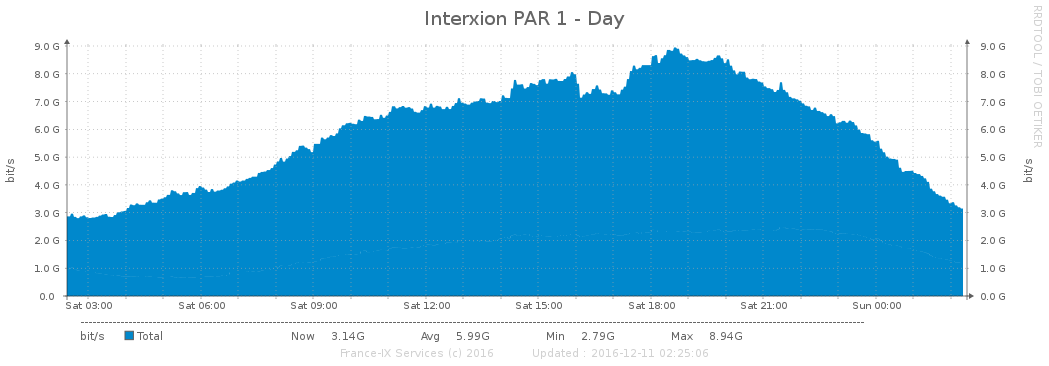 Interxion PAR 1 - Day
RRDTOOL / TOBI OETIKER
bit/s
9.0 G
8.0 G
7.0 G
6.0 G
5.0 G
4.0 G
3.0 G
2.0 G
1.0 G
0.0
9.0 G
8.0 G
7.0 G
6.0 G
5.0 G
4.0 G
3.0 G
2.0 G
1.0 G
0.0 G
bit/s
Sat 03:00 Sat 06:00 Sat 09:00 Sat 12:00 Sat 15:00 Sat 18:00 Sat 21:00 Sun 00:00
bit/s Total Now 3.14G Avg 5.99G Min 2.79G Max 8.94G
France-IX Services (c) 2016 Updated : 2016-12-11 02:25:06